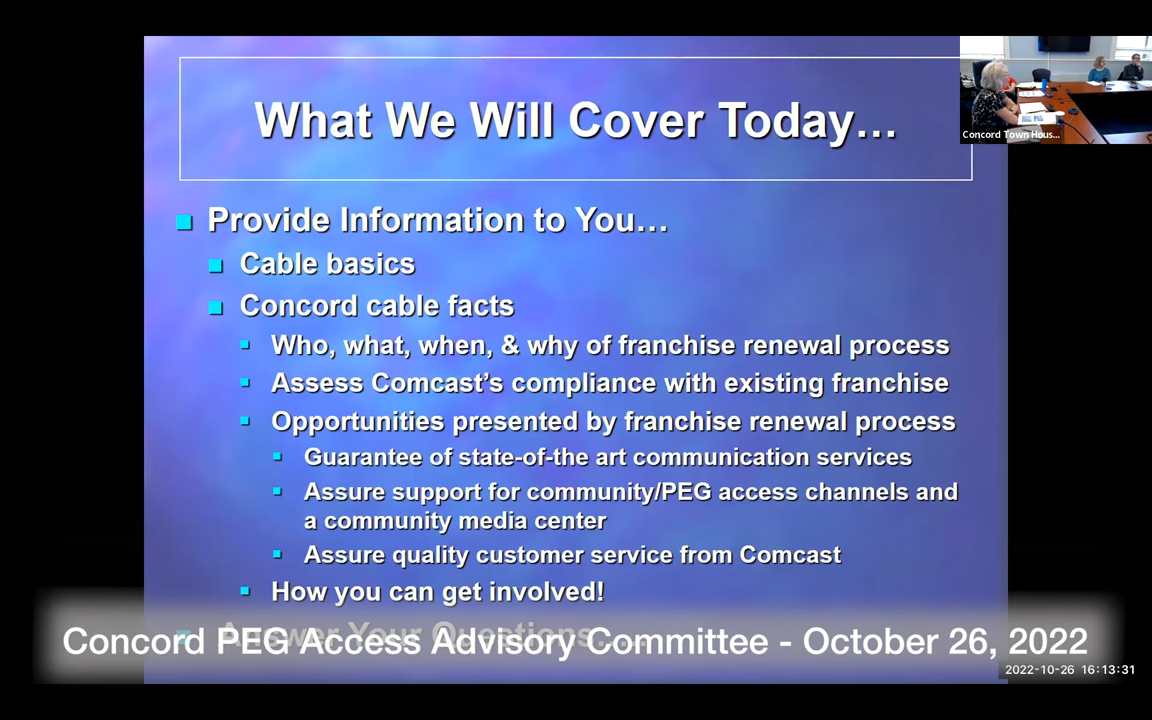 What We Will Cover Today...
Concord Town Hous...
Provide Information to You...
Cable basics
Concord cable facts
Who, what, when, & why of franchise renewal process
Assess Comcast's compliance with existing franchise
Opportunities presented by franchise renewal process
Guarantee of state-of-the art communication services
Assure support for community/PEG access channels and
a community media center
Assure quality customer service from Comcast
How you can get involved!
Answer Your Questions....
Concord PEG Access Advisory Committee - October 26, 2022
2022-10-26 16:13:31